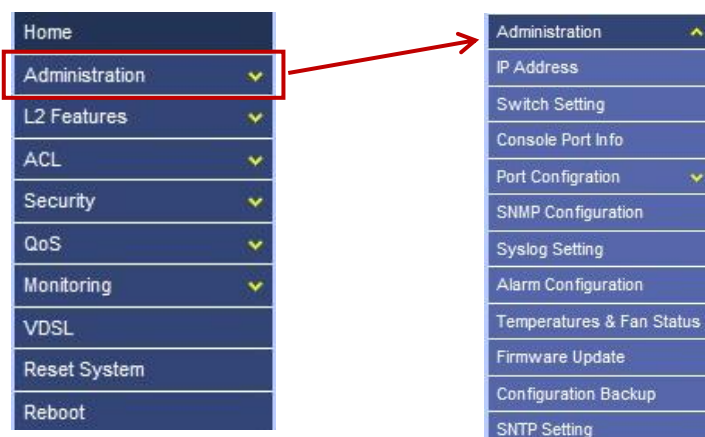 Home
Administration
L2 Features
ACL
Security
QoS
Monitoring
VDSL
Reset System
Reboot
Administration
IP Address
Switch Setting
Console Port Info
Port Configration
SNMP Configuration
Syslog Setting
Alarm Configuration
Temperatures & Fan Status
Firmware Update
Configuration Backup
SNTP Setting